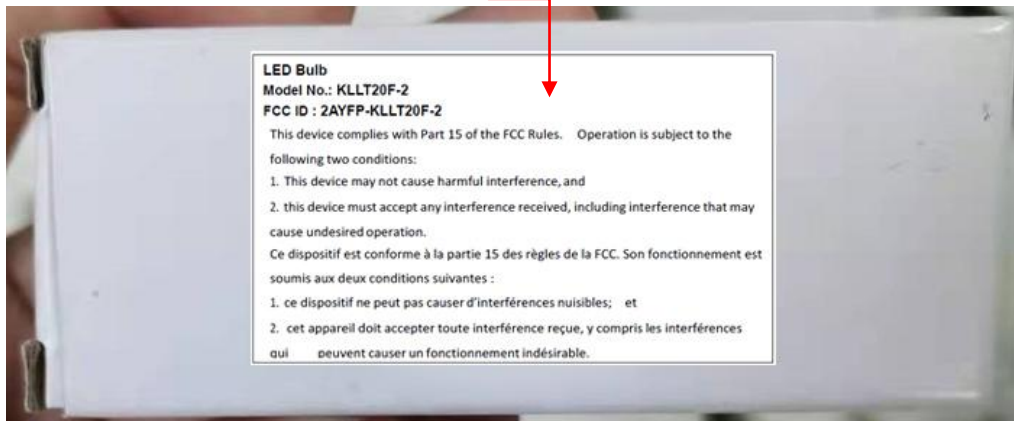 LED Bulb
Model No.: KLLT20F-2
FCC ID : 2AYFP-KLLT20F-2
This device complies with Part 15 of the FCC Rules. Operation is subject to the
following two conditions:
1. This device may not cause harmful interference, and
2. this device must accept any interference received, including interference that may
cause undesired operation.
Ce dispositif est conforme à la partie 15 des règles de la FCC. Son fonctionnement est
soumis aux deux conditions suivantes :
1. ce dispositif ne peut pas causer d'interférences nuisibles; et
2. cet appareil doit accepter toute interférence reçue, y compris les interférences
qui peuvent causer un fonctionnement indésirable.